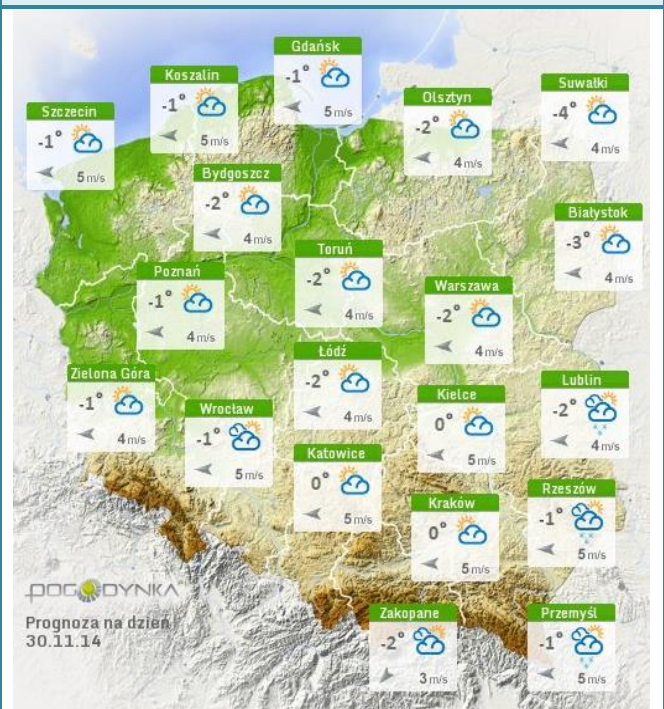 Gdańsk
-1°
5 m/s
Koszalin
-1°
5 m/s
Suwałki
-4°
4 m/s
Olsztyn
-2°
4 m/s
Szczecin
-1°
5 m/s
Bydgoszcz
-2°
4 m/s
Białystok
-3°
4 m/s
Toruń
-2°
4 m/s
Poznań
-1°
4 m/s
Warszawa
-2°
4 m/s
Łódź
-2°
4 m/s
Zielona Góra
-1°
4 m/s
Lublin
-2°
4 m/s
Kielce
0°
5 m/s
Wrocław
-1°
5 m/s
Katowice
0°
5 m/s
Rzeszów
-1°
5 m/s
Kraków
0°
5 m/s
POGODYNKA
Prognoza na dzień
30.11.14
Zakopane
-2°
3 m/s
Przemyśl
-1°
5 m/s